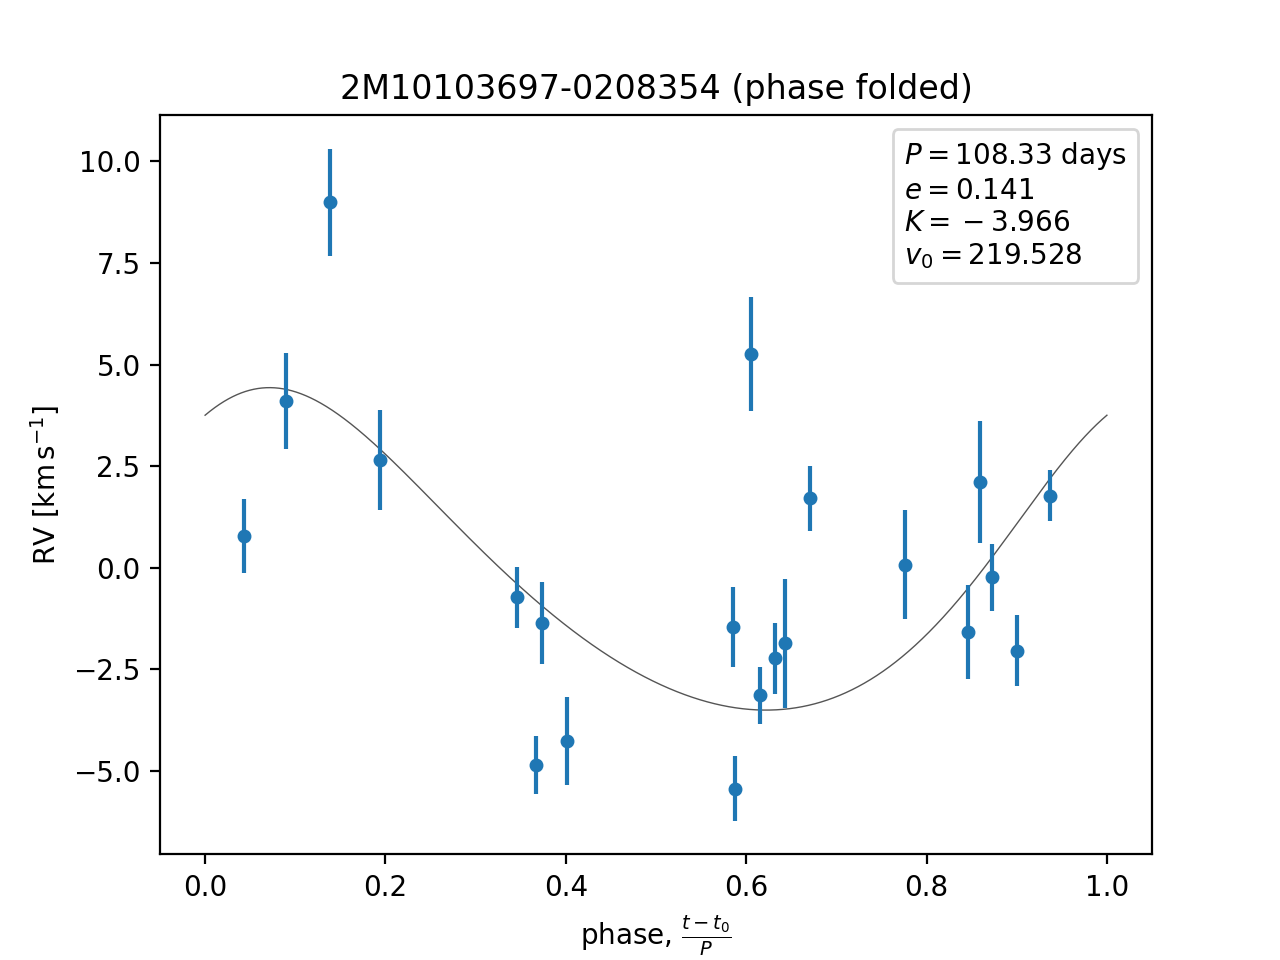 2M10103697-0208354 (phase folded)
P = 108.33 days
e = 0.141
K = −3.966
v₀ = 219.528
10.0
7.5
5.0
2.5
0.0
−2.5
−5.0
RV [km s⁻¹]
0.0 0.2 0.4 0.6 0.8 1.0
phase, (t − t₀)/P